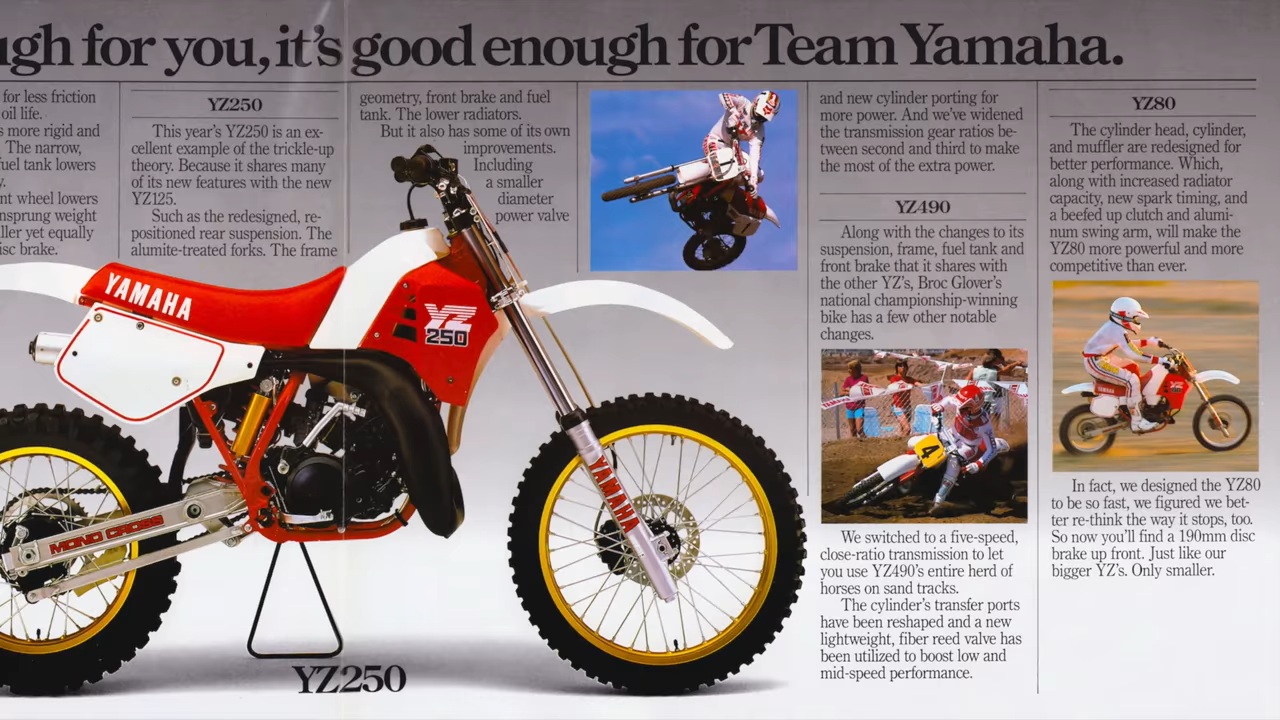 ugh for you, it's good enough for Team Yamaha.
for less friction
oil life.
s more rigid and
The narrow,
fuel tank lowers
y.
nt wheel lowers
nsprung weight
ller yet equally
isc brake.
YZ250
This year's YZ250 is an ex-
cellent example of the trickle-up
theory. Because it shares many
of its new features with the new
YZ125.
Such as the redesigned, re-
positioned rear suspension. The
alumite-treated forks. The frame
geometry, front brake and fuel
tank. The lower radiators.
But it also has some of its own
improvements.
Including
a smaller
diameter
power valve
and new cylinder porting for
more power. And we've widened
the transmission gear ratios be-
tween second and third to make
the most of the extra power.
YZ490
Along with the changes to its
suspension, frame, fuel tank and
front brake that it shares with
the other YZ's, Broc Glover's
national championship-winning
bike has a few other notable
changes.
4
We switched to a five-speed,
close-ratio transmission to let
you use YZ490's entire herd of
horses on sand tracks.
The cylinder's transfer ports
have been reshaped and a new
lightweight, fiber reed valve has
been utilized to boost low and
mid-speed performance.
YZ80
The cylinder head, cylinder,
and muffler are redesigned for
better performance. Which,
along with increased radiator
capacity, new spark timing, and
a beefed up clutch and alumi-
num swing arm, will make the
YZ80 more powerful and more
competitive than ever.
In fact, we designed the YZ80
to be so fast, we figured we bet-
ter re-think the way it stops, too.
So now you'll find a 190mm disc
brake up front. Just like our
bigger YZ's. Only smaller.
YAMAHA
YZ
250
YAMAHA
MONO CROSS
YZ250